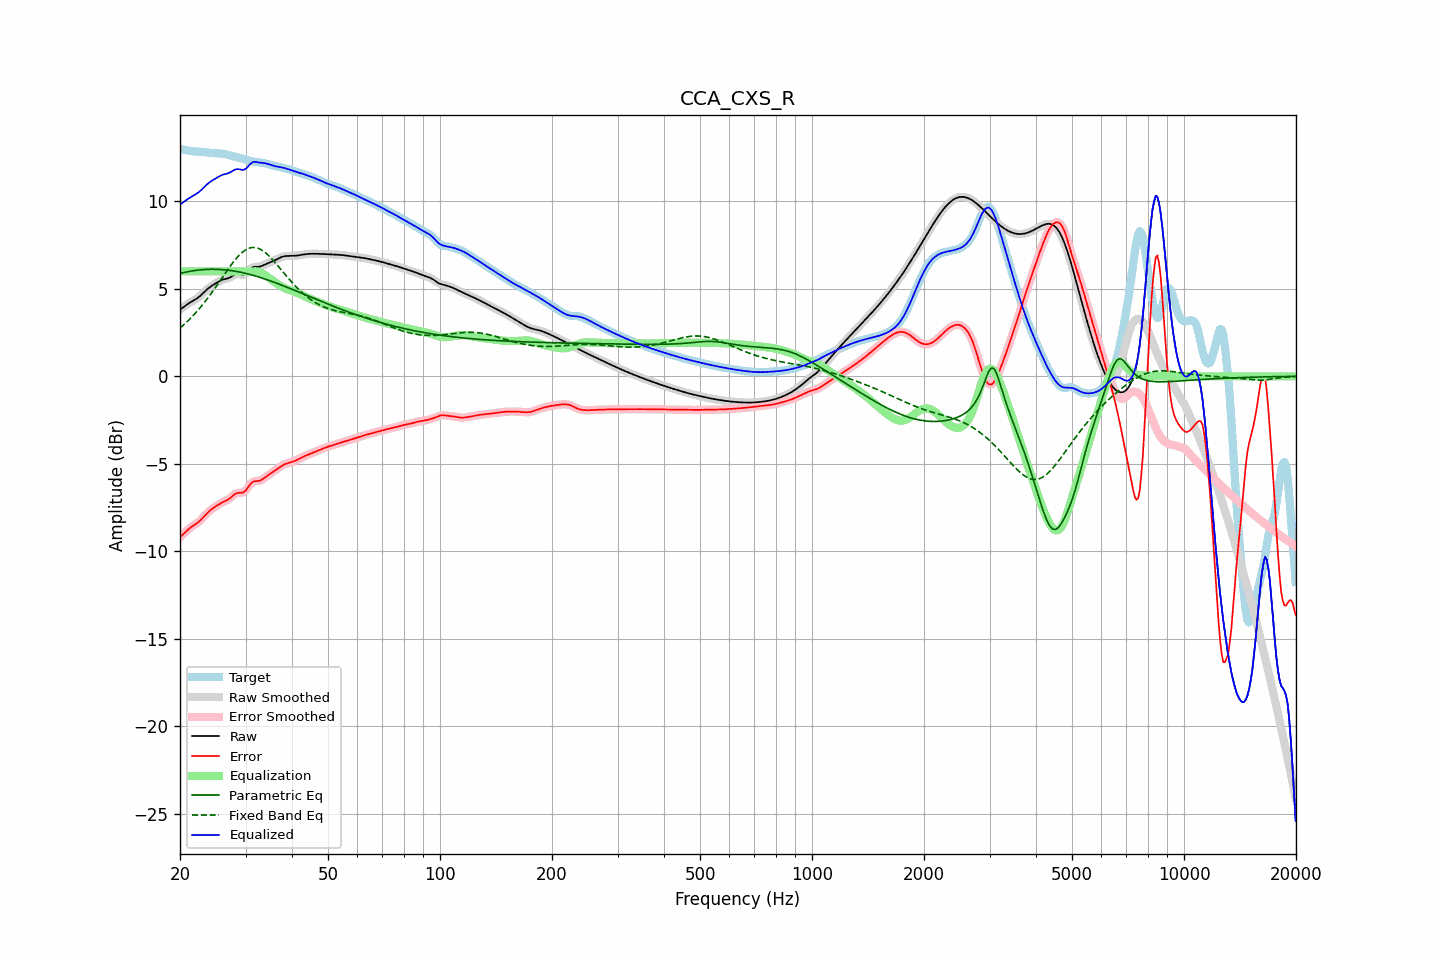 CCA_CXS_R
Amplitude (dBr)
10
5
0
−5
−10
−15
−20
−25
Target
Raw Smoothed
Error Smoothed
Raw
Error
Equalization
Parametric Eq
Fixed Band Eq
Equalized
20 50 100 200 500 1000 2000 5000 10000 20000
Frequency (Hz)